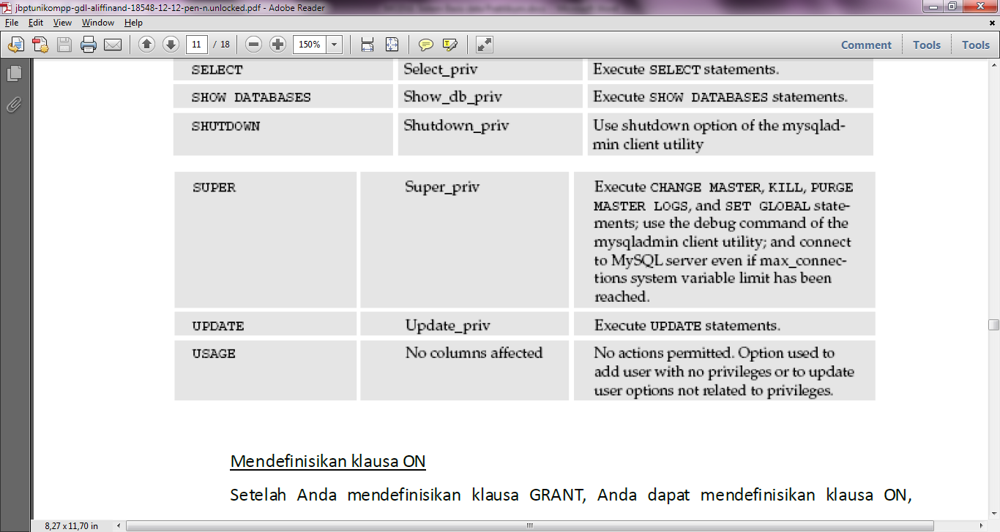 jbptunikompp-gdl-aliffinand-18548-12-12-pen-n.unlocked.pdf - Adobe Reader
File Edit View Window Help
11 / 18 150% Comment Tools Tools
SELECT Select_priv Execute SELECT statements.
SHOW DATABASES Show_db_priv Execute SHOW DATABASES statements.
SHUTDOWN Shutdown_priv Use shutdown option of the mysqlad-
min client utility
SUPER Super_priv Execute CHANGE MASTER, KILL, PURGE
MASTER LOGS, and SET GLOBAL state-
ments; use the debug command of the
mysqladmin client utility; and connect
to MySQL server even if max_connec-
tions system variable limit has been
reached.
UPDATE Update_priv Execute UPDATE statements.
USAGE No columns affected No actions permitted. Option used to
add user with no privileges or to update
user options not related to privileges.
Mendefinisikan klausa ON
Setelah Anda mendefinisikan klausa GRANT, Anda dapat mendefinisikan klausa ON,
8,27 x 11,70 in